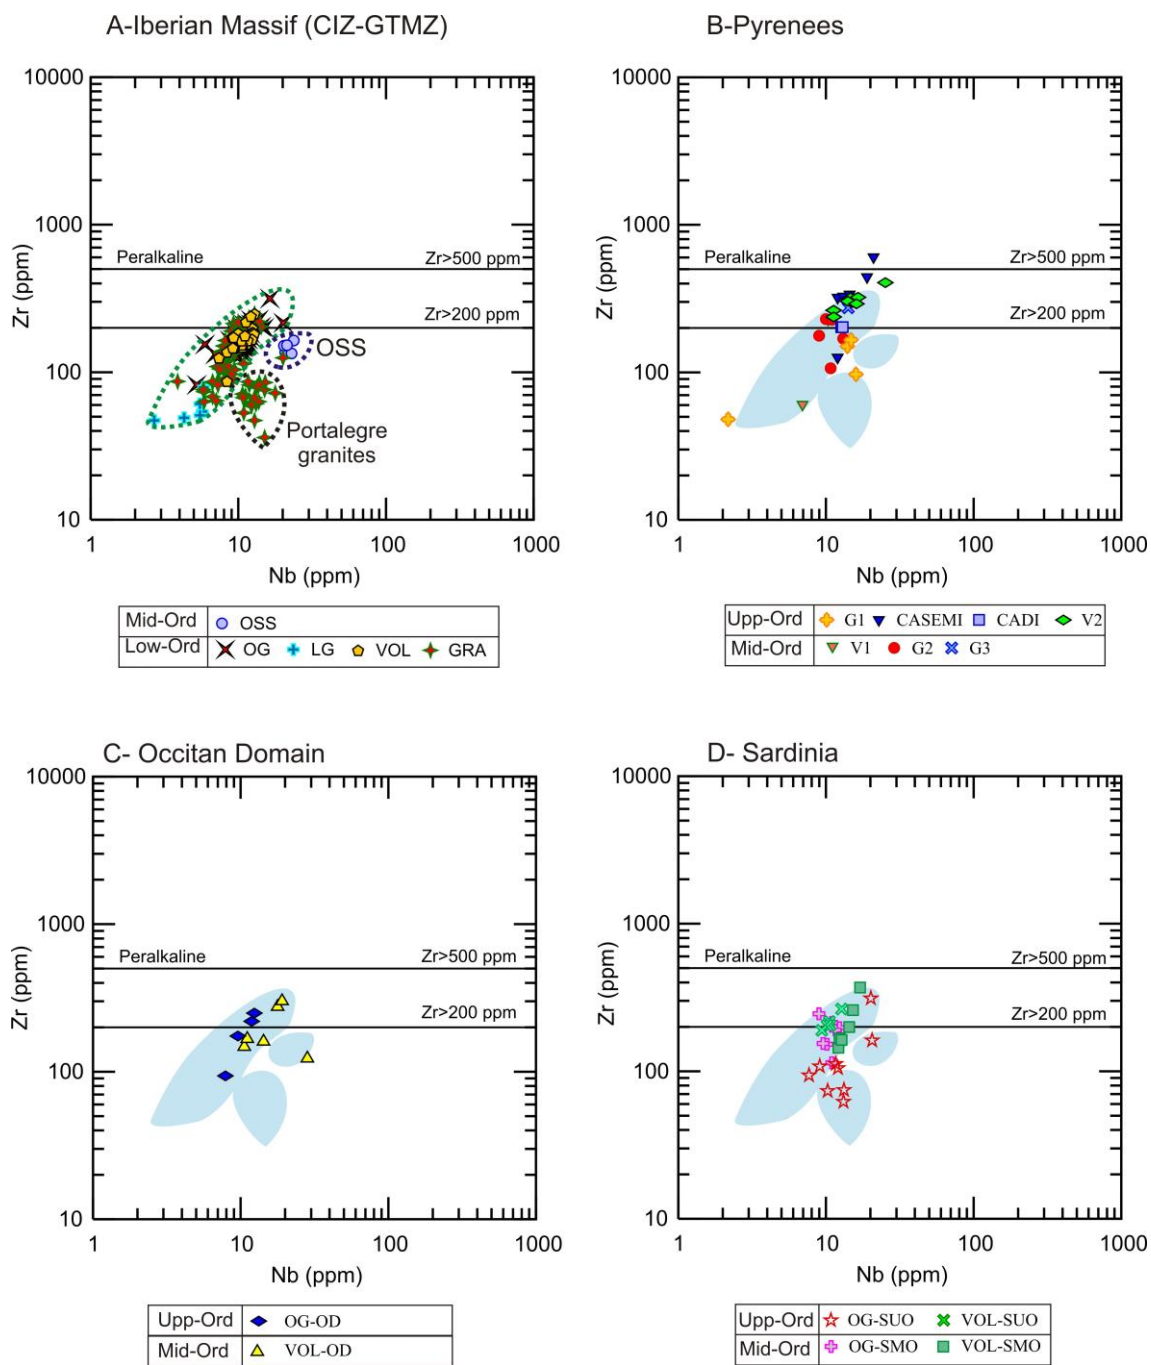 A-Iberian Massif (CIZ-GTMZ)
10000
1000
100
10
Zr (ppm)
Peralkaline
Zr>500 ppm
Zr>200 ppm
OSS
Portalegre
granites
1
10
100
1000
Nb (ppm)
Mid-Ord OSS
Low-Ord OG LG VOL GRA
B-Pyrenees
10000
1000
100
10
Zr (ppm)
Peralkaline
Zr>500 ppm
Zr>200 ppm
1
10
100
1000
Nb (ppm)
Upp-Ord G1 CASEMI CADI V2
Mid-Ord V1 G2 G3
C- Occitan Domain
10000
1000
100
10
Zr (ppm)
Peralkaline
Zr>500 ppm
Zr>200 ppm
1
10
100
1000
Nb (ppm)
Upp-Ord OG-OD
Mid-Ord VOL-OD
D- Sardinia
10000
1000
100
10
Zr (ppm)
Peralkaline
Zr>500 ppm
Zr>200 ppm
1
10
100
1000
Nb (ppm)
Upp-Ord OG-SUO VOL-SUO
Mid-Ord OG-SMO VOL-SMO